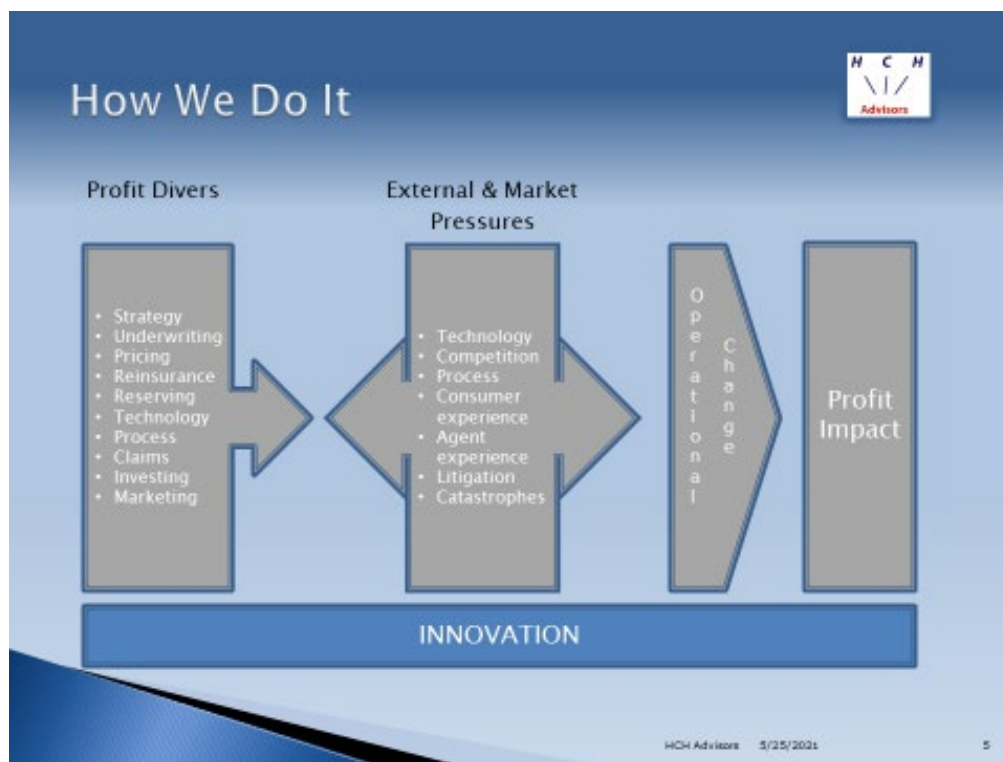 H C H
Advisors
How We Do It
Profit Divers
External & Market
Pressures
• Strategy
• Underwriting
• Pricing
• Reinsurance
• Reserving
• Technology
• Process
• Claims
• Investing
• Marketing
• Technology
• Competition
• Process
• Consumer
experience
• Agent
experience
• Litigation
• Catastrophes
Operational
Change
Profit
Impact
INNOVATION
HCH Advisors 5/25/2021 5